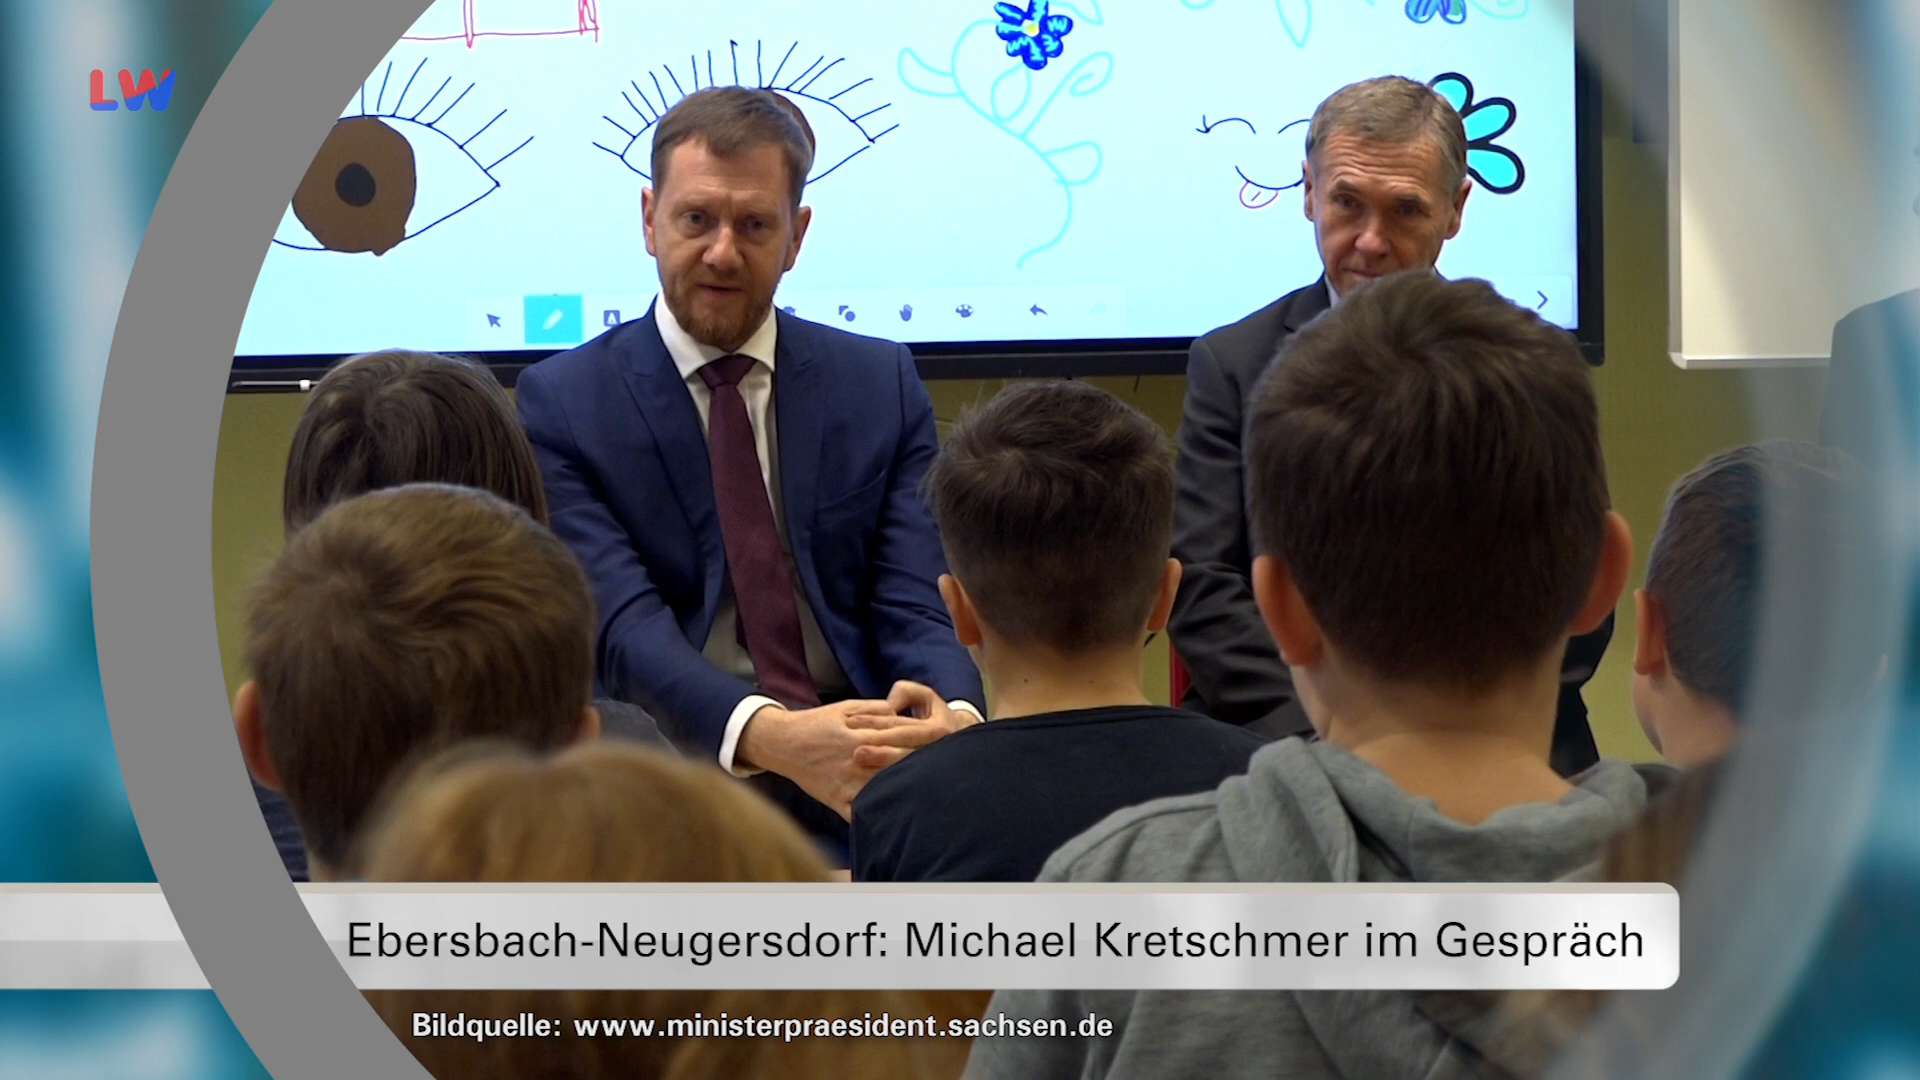 LW
A
Ebersbach-Neugersdorf: Michael Kretschmer im Gespräch
Bildquelle: www.ministerpraesident.sachsen.de